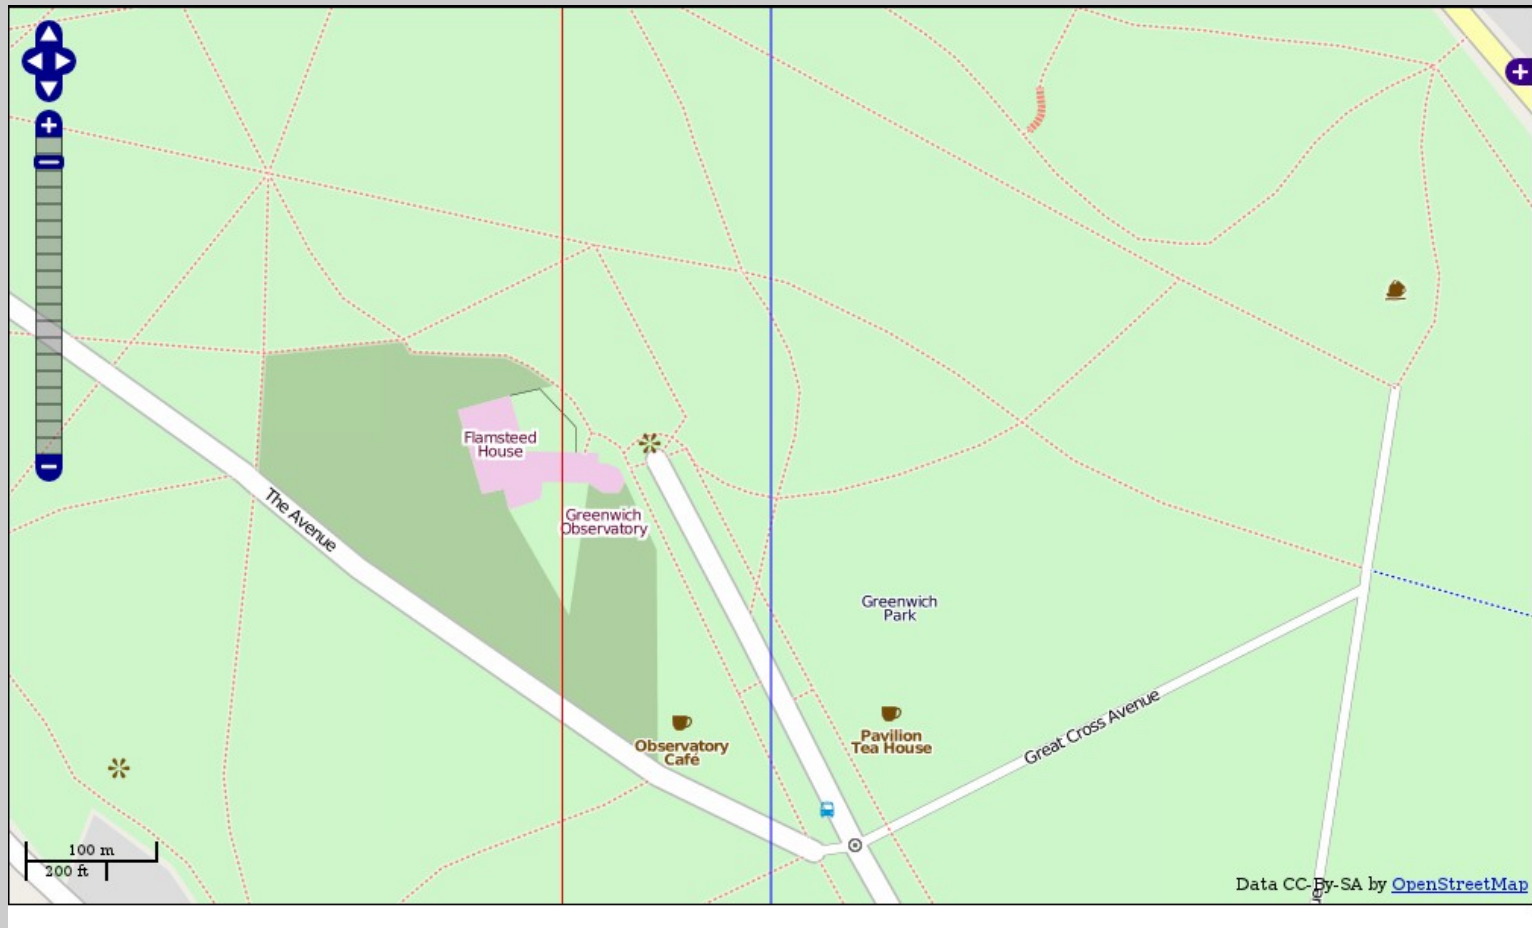 Flamsteed
House
The Avenue
Greenwich
Observatory
Greenwich
Park
Observatory
Café
Pavilion
Tea House
Great Cross Avenue
100 m
200 ft
Data CC-By-SA by OpenStreetMap